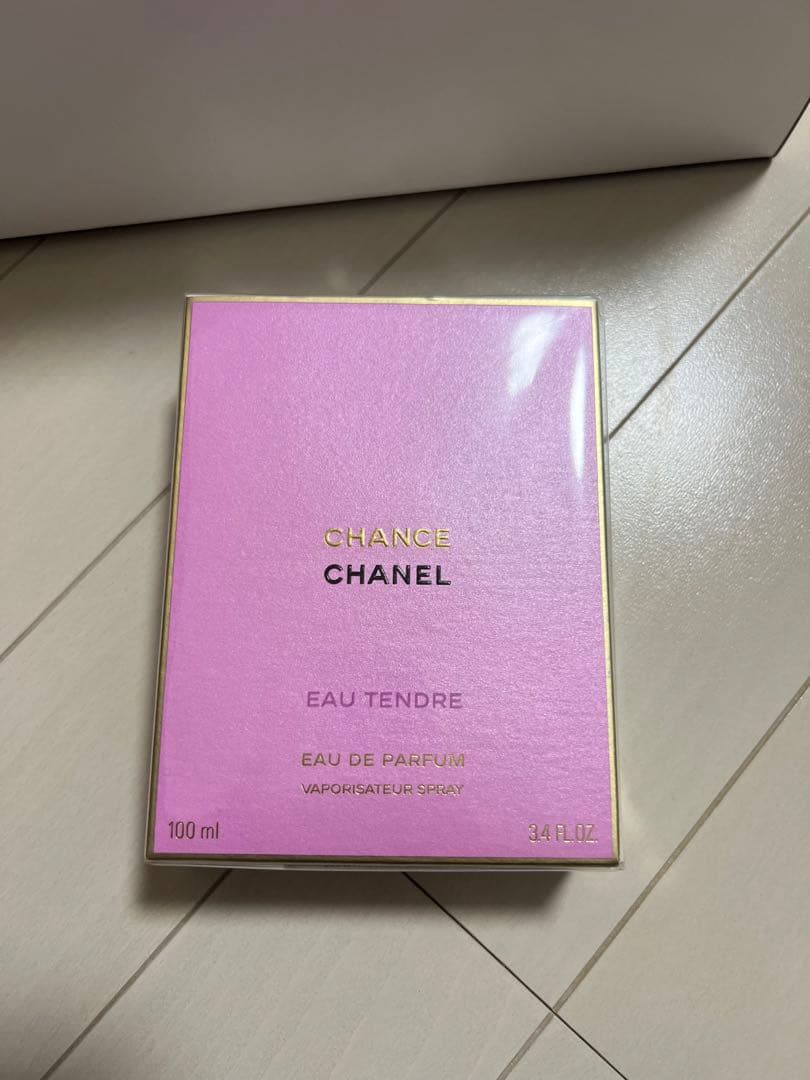 CHANCE
CHANEL
EAU TENDRE
EAU DE PARFUM
VAPORISATEUR SPRAY
100 ml
3.4 FL.OZ.